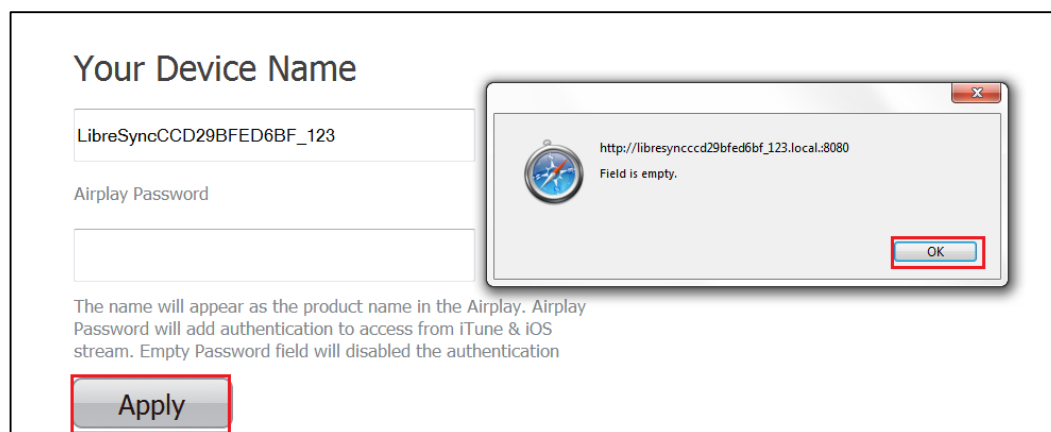 Your Device Name
LibreSyncCCD29BFED6BF_123
Airplay Password
The name will appear as the product name in the Airplay. Airplay
Password will add authentication to access from iTune & iOS
stream. Empty Password field will disabled the authentication
Apply
http://libresyncccd29bfed6bf_123.local.:8080
Field is empty.
OK